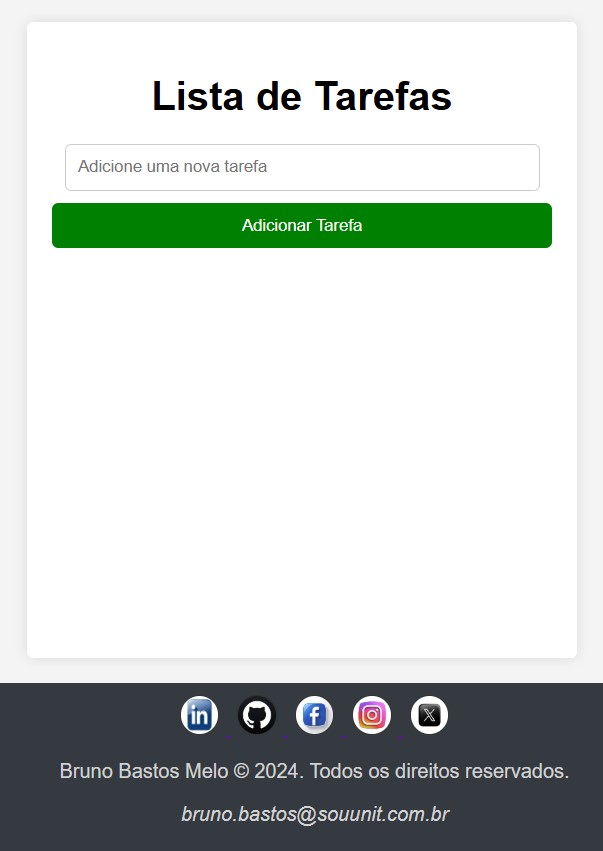 Lista de Tarefas
Adicione uma nova tarefa
Adicionar Tarefa
in f X
Bruno Bastos Melo © 2024. Todos os direitos reservados.
bruno.bastos@souunit.com.br